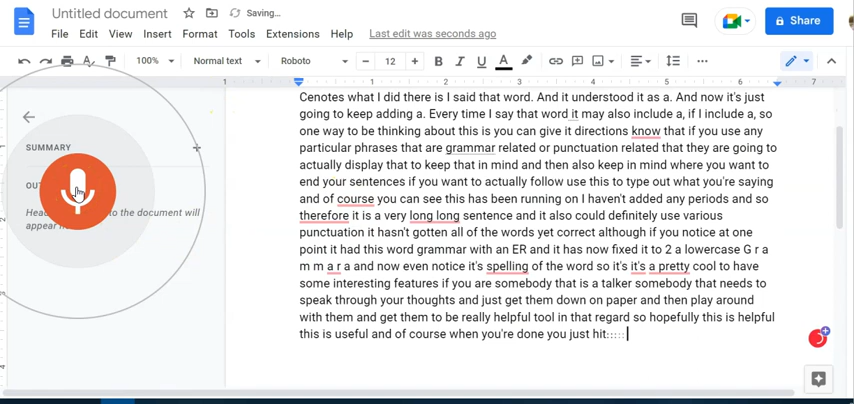 Untitled document
Saving...
File Edit View Insert Format Tools Extensions Help Last edit was seconds ago
Share
100% Normal text Roboto 12 B I U A
1 1 2 3 4 5 6 7
SUMMARY
to the document will
appear
Cenotes what I did there is I said that word. And it understood it as a. And now it's just
going to keep adding a. Every time I say that word it may also include a, if I include a, so
one way to be thinking about this is you can give it directions know that if you use any
particular phrases that are grammar related or punctuation related that they are going to
actually display that to keep that in mind and then also keep in mind where you want to
end your sentences if you want to actually follow use this to type out what you're saying
and of course you can see this has been running on I haven't added any periods and so
therefore it is a very long long sentence and it also could definitely use various
punctuation it hasn't gotten all of the words yet correct although if you notice at one
point it had this word grammar with an ER and it has now fixed it to 2 a lowercase G r a
m m a r a and now even notice it's spelling of the word so it's it's a pretty cool to have
some interesting features if you are somebody that is a talker somebody that needs to
speak through your thoughts and just get them down on paper and then play around
with them and get them to be really helpful tool in that regard so hopefully this is helpful
this is useful and of course when you're done you just hit:::::